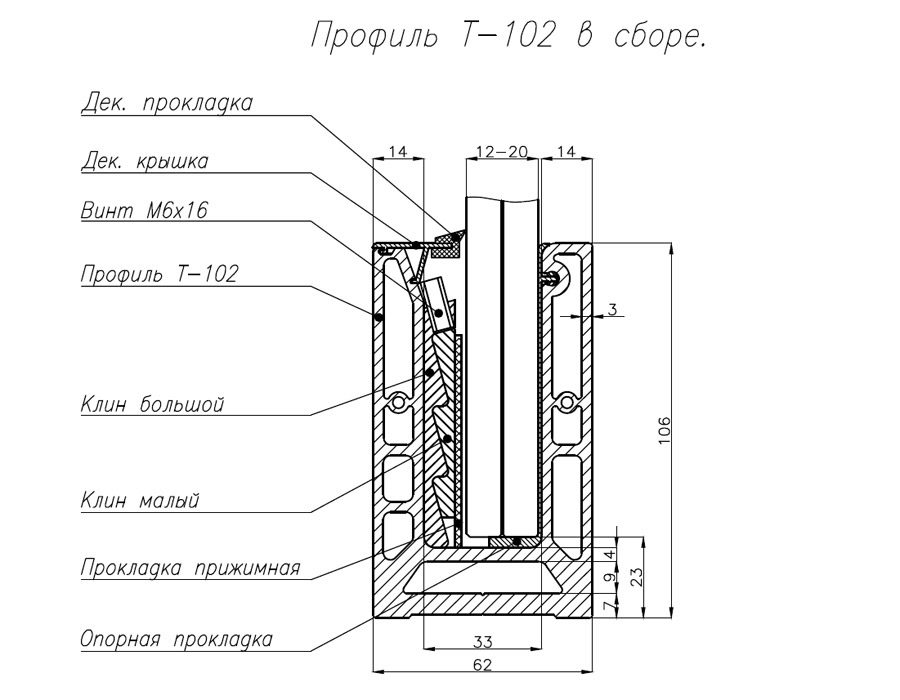 Профиль Т-102 в сборе.
Дек. прокладка
14
12-20
14
Дек. крышка
Винт М6х16
Профиль Т-102
3
Клин большой
106
Клин малый
4
9
23
7
Прокладка прижимная
Опорная прокладка
33
62